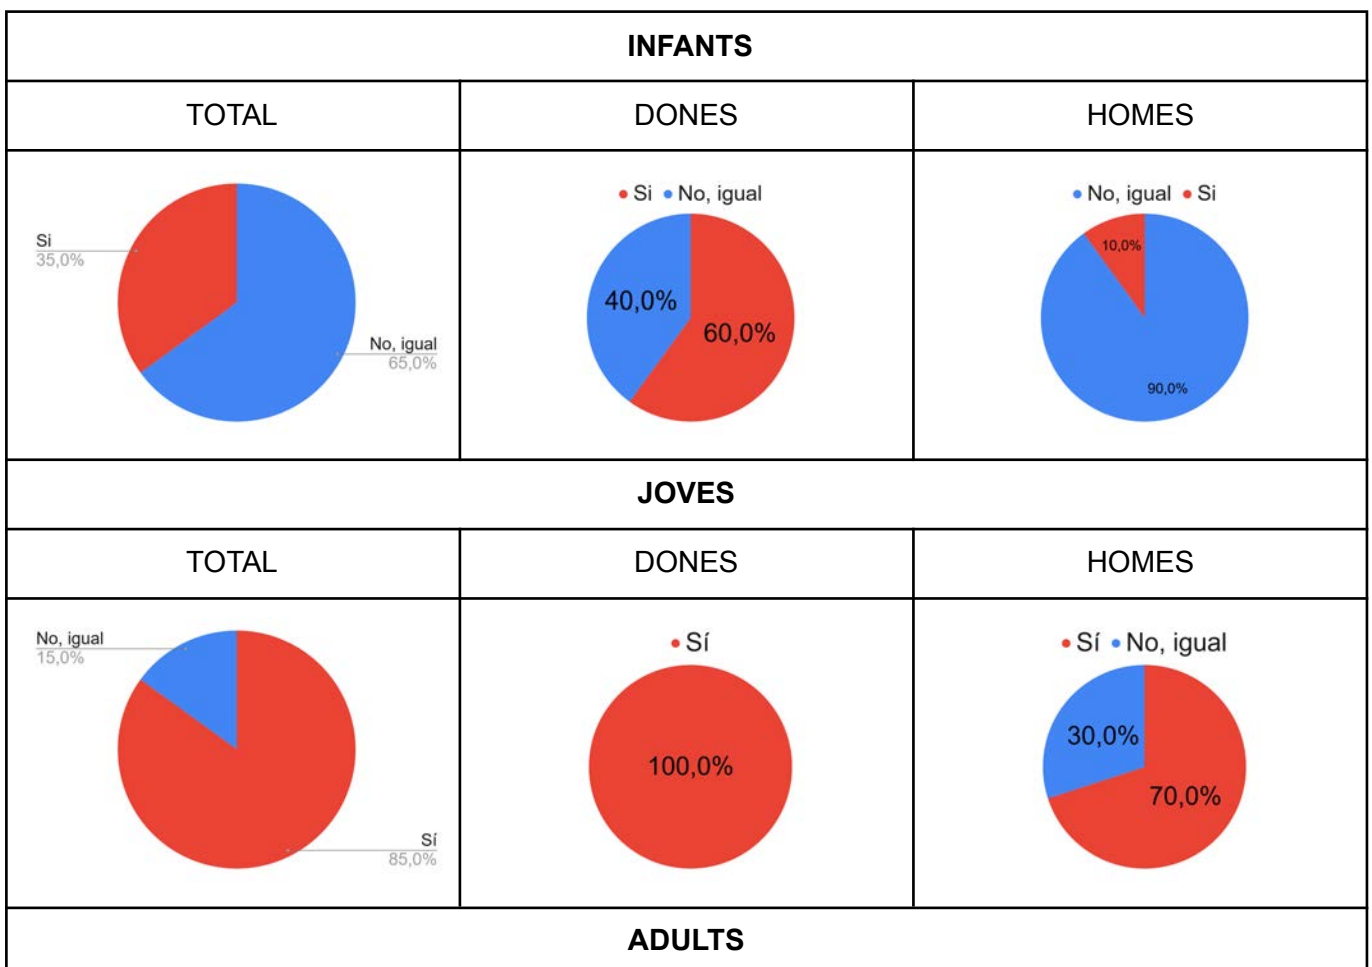 INFANTS
TOTAL
DONES
HOMES
Si
35,0%
No, igual
65,0%
Si No, igual
40,0%
60,0%
No, igual Si
10,0%
90,0%
JOVES
TOTAL
DONES
HOMES
No, igual
15,0%
Sí
85,0%
Sí
100,0%
Sí No, igual
30,0%
70,0%
ADULTS